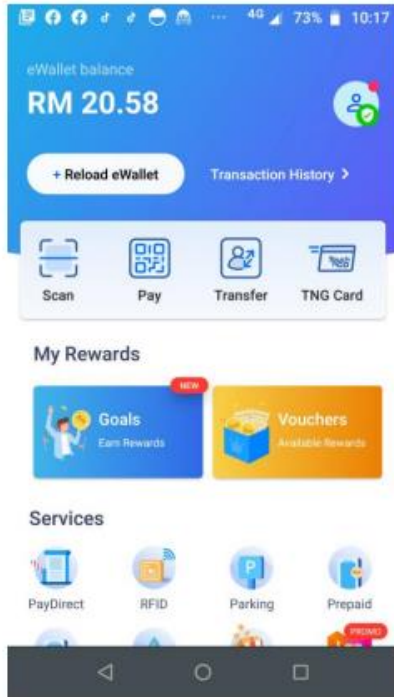 4G 73% 10:17
eWallet balance
RM 20.58
+ Reload eWallet Transaction History >
Scan Pay Transfer TNG Card
My Rewards
NEW
Goals Vouchers
Earn Rewards Available Rewards
Services
PayDirect RFID Parking Prepaid
P
PROMO